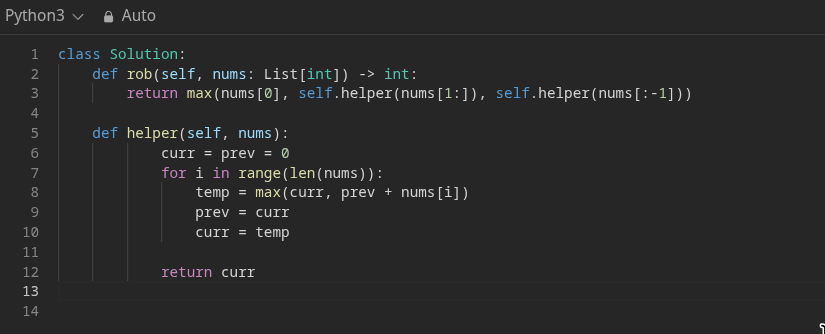 Python3 Auto
1 class Solution:
2     def rob(self, nums: List[int]) -> int:
3         return max(nums[0], self.helper(nums[1:]), self.helper(nums[:-1]))
4
5     def helper(self, nums):
6             curr = prev = 0
7             for i in range(len(nums)):
8                 temp = max(curr, prev + nums[i])
9                 prev = curr
10                 curr = temp
11
12             return curr
13
14